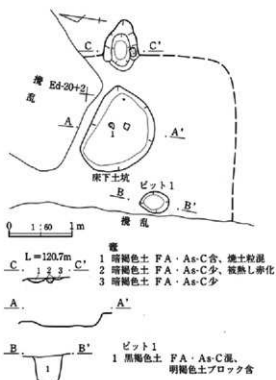 C C'
Ed-20+2
撹
乱
A 1 A'
床下土坑
B ピット1 B'
撹 乱
0 1:60 1m
L=120.7m
C 1 2 3 C'
竈
1 暗褐色土 FA・As-C含、焼土粒混
2 暗褐色土 FA・As-C少、被熱し赤化
3 暗褐色土 FA・As-C少
A A'
B B'
1
ピット1
1 黒褐色土 FA・As-C混、
明褐色土ブロック含